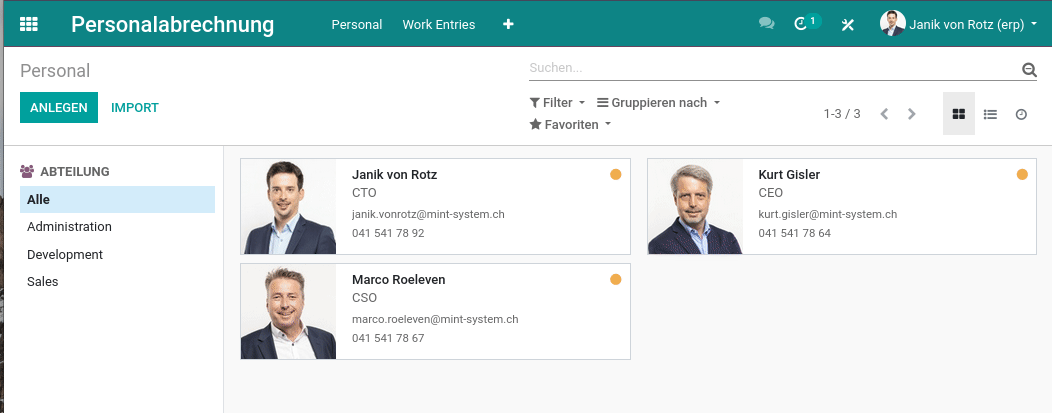 Personalabrechnung Personal Work Entries 1 Janik von Rotz (erp)
Personal
Suchen...
ANLEGEN IMPORT
Filter Gruppieren nach
Favoriten
1-3 / 3
ABTEILUNG
Alle
Administration
Development
Sales
Janik von Rotz
CTO
janik.vonrotz@mint-system.ch
041 541 78 92
Kurt Gisler
CEO
kurt.gisler@mint-system.ch
041 541 78 64
Marco Roeleven
CSO
marco.roeleven@mint-system.ch
041 541 78 67